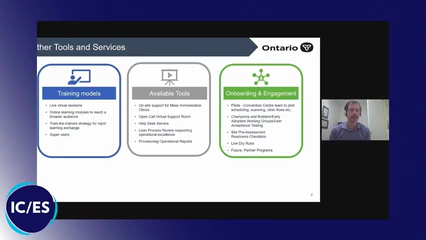 ther Tools and Services
Ontario
Training models
Live virtual sessions
Online learning modules to reach a
broader audience
Train-the-trainers strategy for rapid
learning exchange
Super users
Available Tools
On-site support for Mass Immunization
Clinics
Open Call Virtual Support Room
Help Desk Service
Lean Process Review supporting
operational excellence
Provisioning Operational Reports
Onboarding & Engagement
Pilots - Convention Centre team to pilot
scheduling, scanning, clinic flows etc.
Champions and Builders/Early
Adopters Working Groups/User
Acceptance Testing
Site Pre-Assessment
Readiness Checklists
Live Dry Runs
Future: Partner Programs
IC/ES